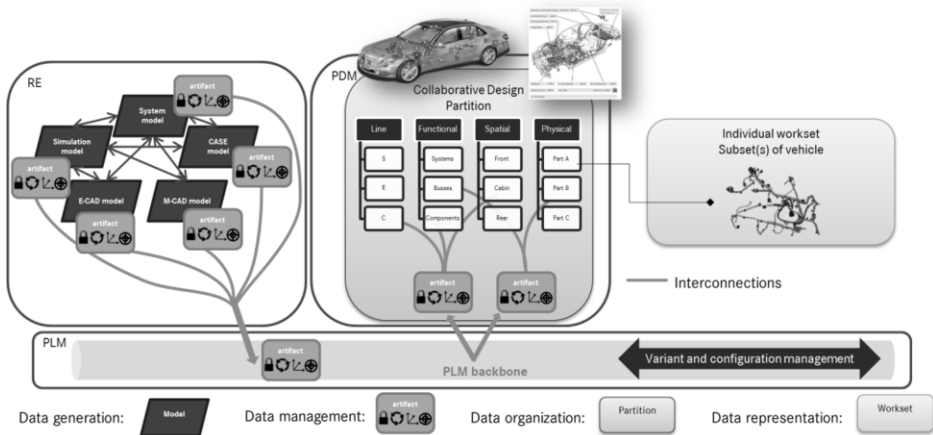 RE
artifact
System
model
Simulation
model
CASE
model
artifact
artifact
E-CAD model
M-CAD model
artifact
artifact
PDM
Collaborative Design
Partition
Line
Functional
Spatial
Physical
S
Systems
Front
Part A
E
Busses
Cabin
Part B
C
Components
Rear
Part C
artifact
artifact
Individual workset
Subset(s) of vehicle
Interconnections
PLM
artifact
PLM backbone
Variant and configuration management
Data generation:
Model
Data management:
artifact
Data organization:
Partition
Data representation:
Workset